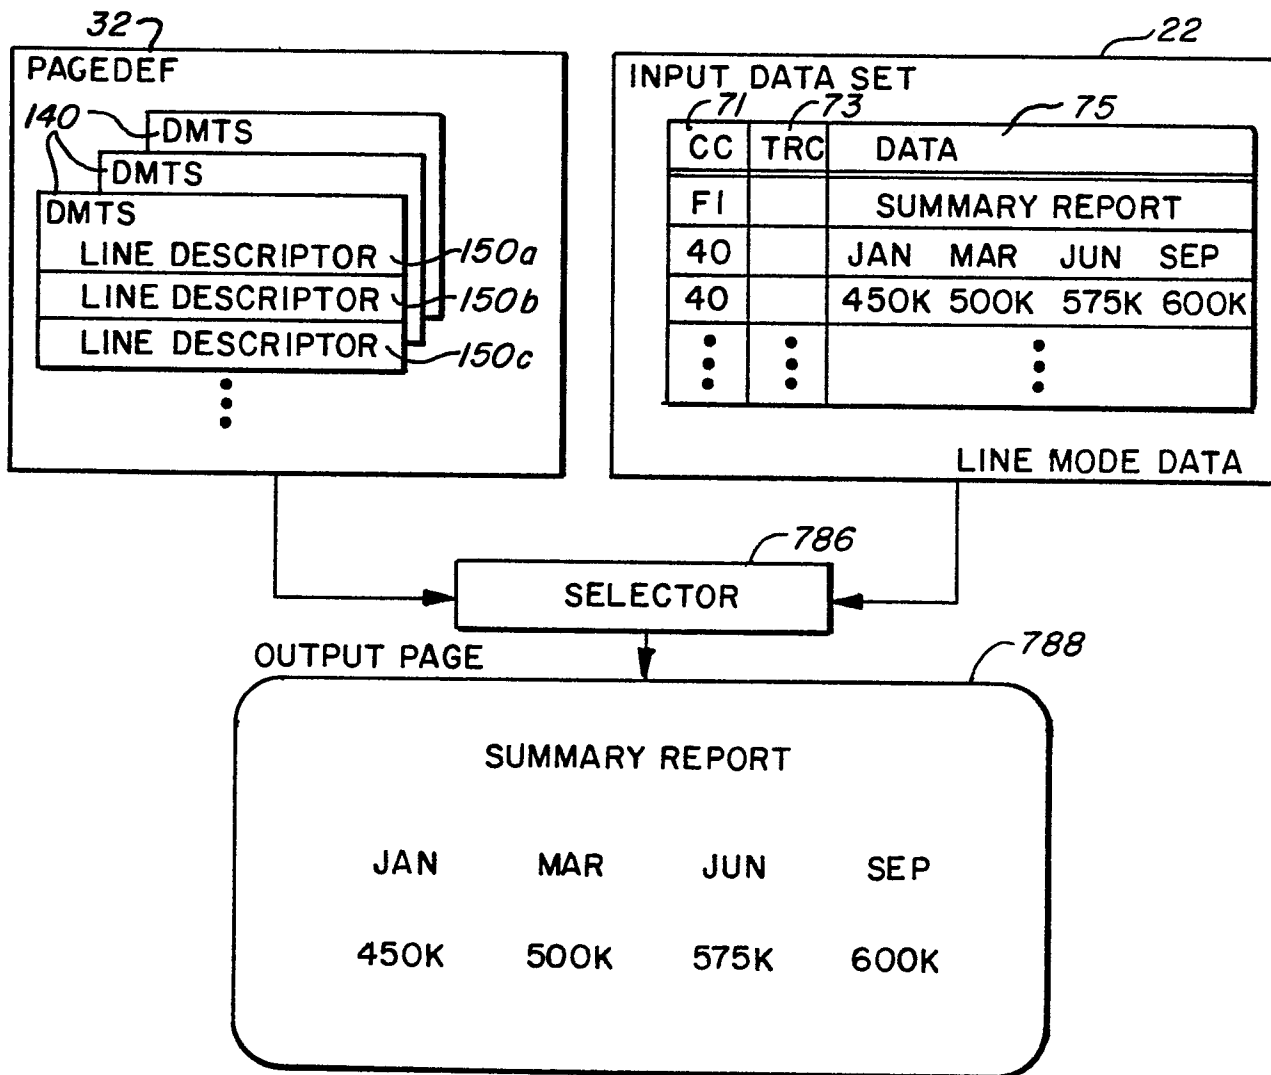 32
PAGEDEF
140
DMTS
DMTS
DMTS
LINE DESCRIPTOR 150a
LINE DESCRIPTOR 150b
LINE DESCRIPTOR 150c
22
INPUT DATA SET
71 73 75
CC TRC DATA
F1 SUMMARY REPORT
40 JAN MAR JUN SEP
40 450K 500K 575K 600K
LINE MODE DATA
786
SELECTOR
OUTPUT PAGE
788
SUMMARY REPORT
JAN MAR JUN SEP
450K 500K 575K 600K